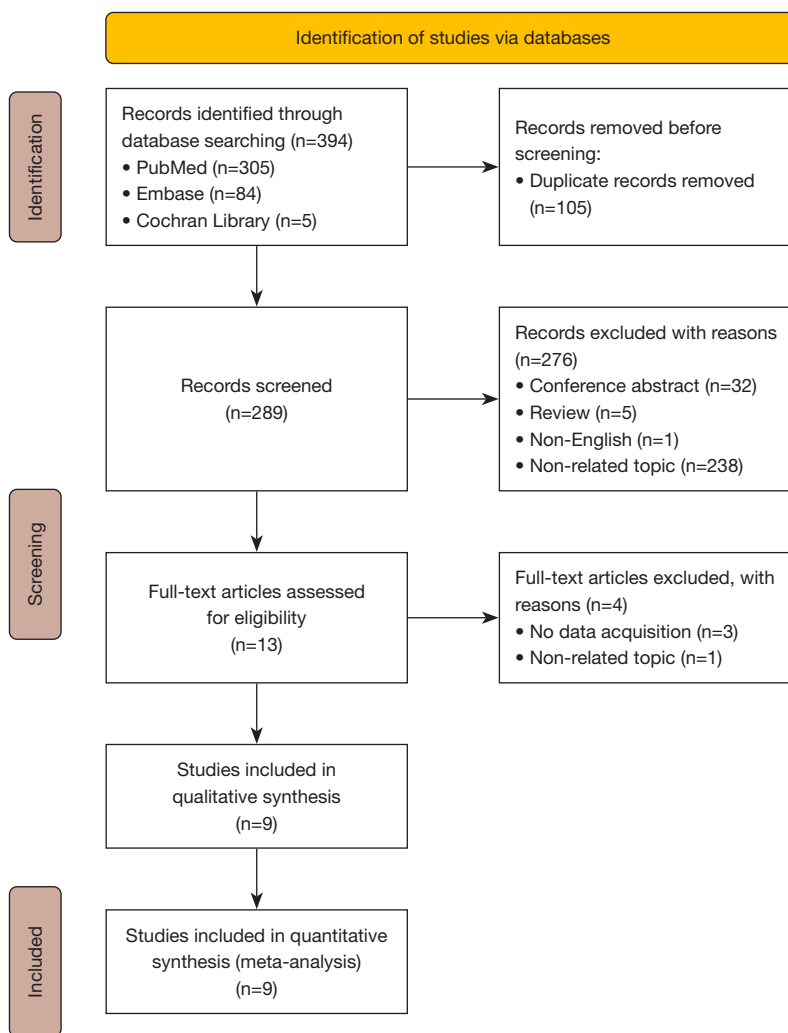 Identification of studies via databases
Identification
Records identified through
database searching (n=394)
• PubMed (n=305)
• Embase (n=84)
• Cochran Library (n=5)
Records removed before
screening:
• Duplicate records removed
(n=105)
Screening
Records screened
(n=289)
Records excluded with reasons
(n=276)
• Conference abstract (n=32)
• Review (n=5)
• Non-English (n=1)
• Non-related topic (n=238)
Full-text articles assessed
for eligibility
(n=13)
Full-text articles excluded, with
reasons (n=4)
• No data acquisition (n=3)
• Non-related topic (n=1)
Studies included in
qualitative synthesis
(n=9)
Included
Studies included in quantitative
synthesis (meta-analysis)
(n=9)